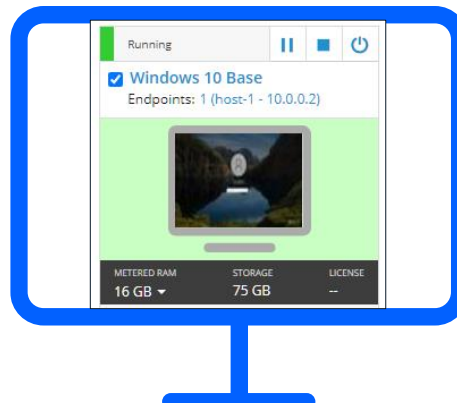 Running
Windows 10 Base
Endpoints: 1 (host-1 - 10.0.0.2)
METERED RAM STORAGE LICENSE
16 GB 75 GB --